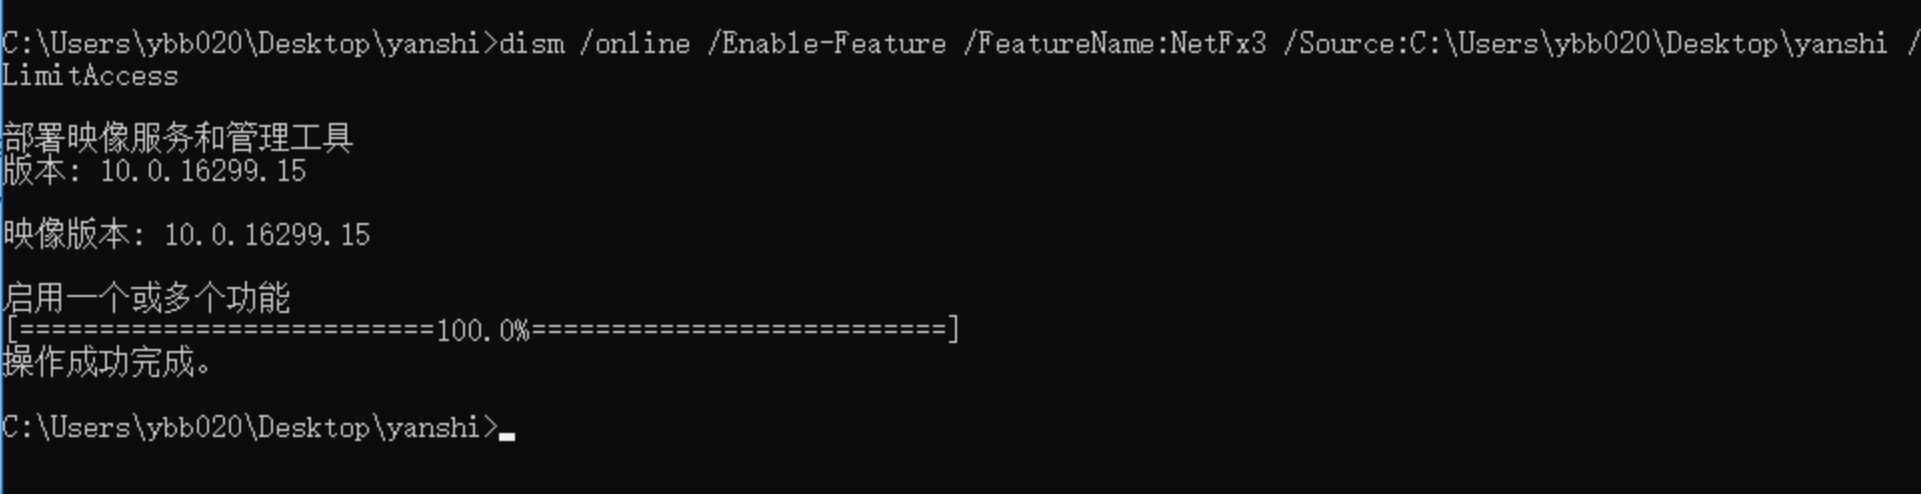 C:\Users\ybb020\Desktop\yanshi>dism /online /Enable-Feature /FeatureName:NetFx3 /Source:C:\Users\ybb020\Desktop\yanshi /
LimitAccess
部署映像服务和管理工具
版本: 10.0.16299.15
映像版本: 10.0.16299.15
启用一个或多个功能
[==========================100.0%==========================]
操作成功完成。
C:\Users\ybb020\Desktop\yanshi>